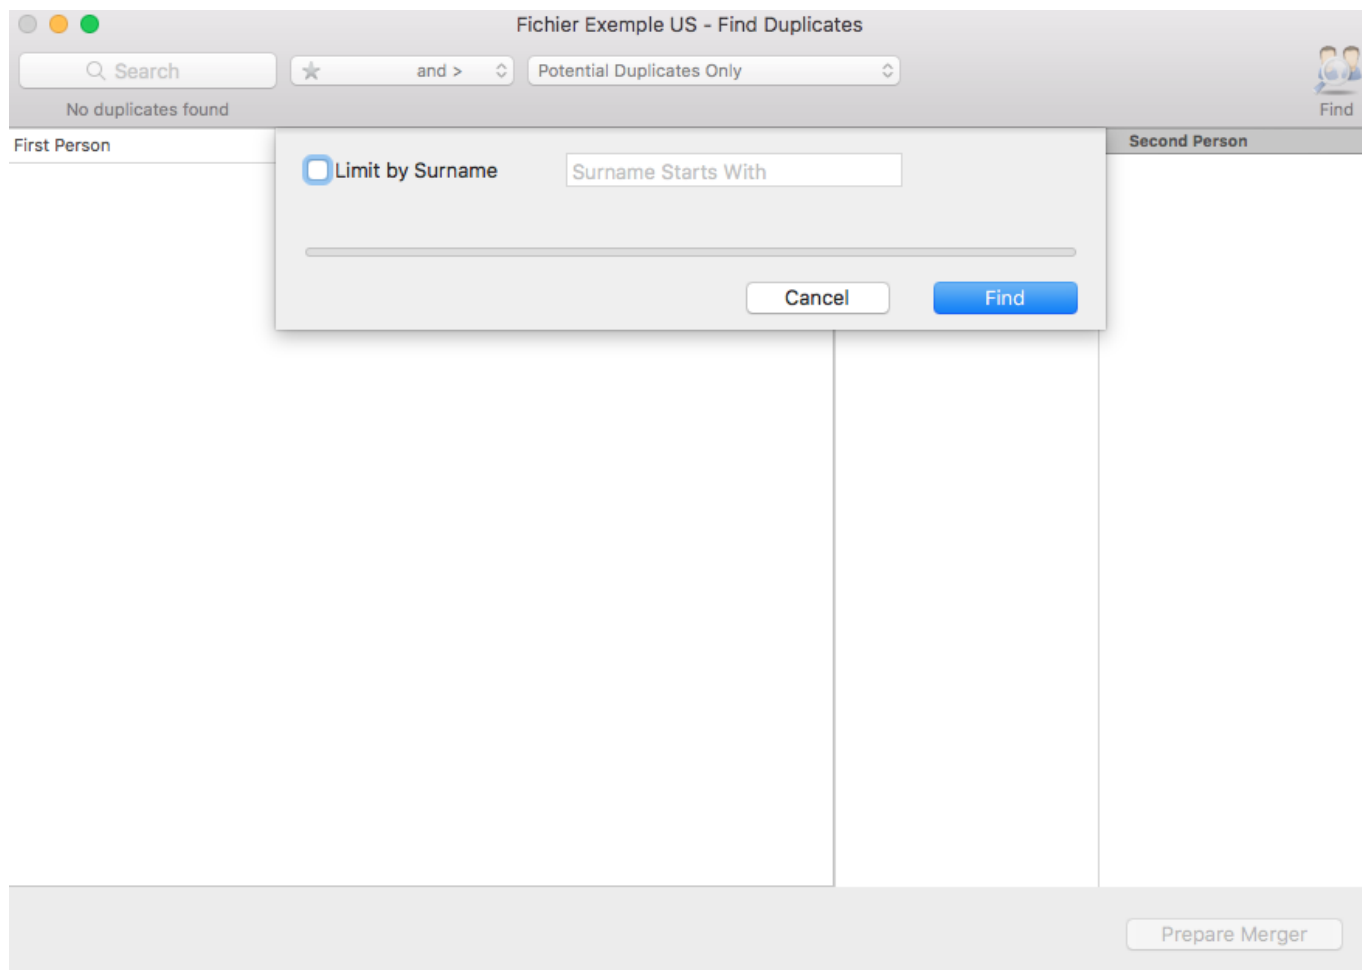 Fichier Exemple US - Find Duplicates
Search
and >
Potential Duplicates Only
No duplicates found
Find
First Person
Second Person
Limit by Surname
Surname Starts With
Cancel
Find
Prepare Merger